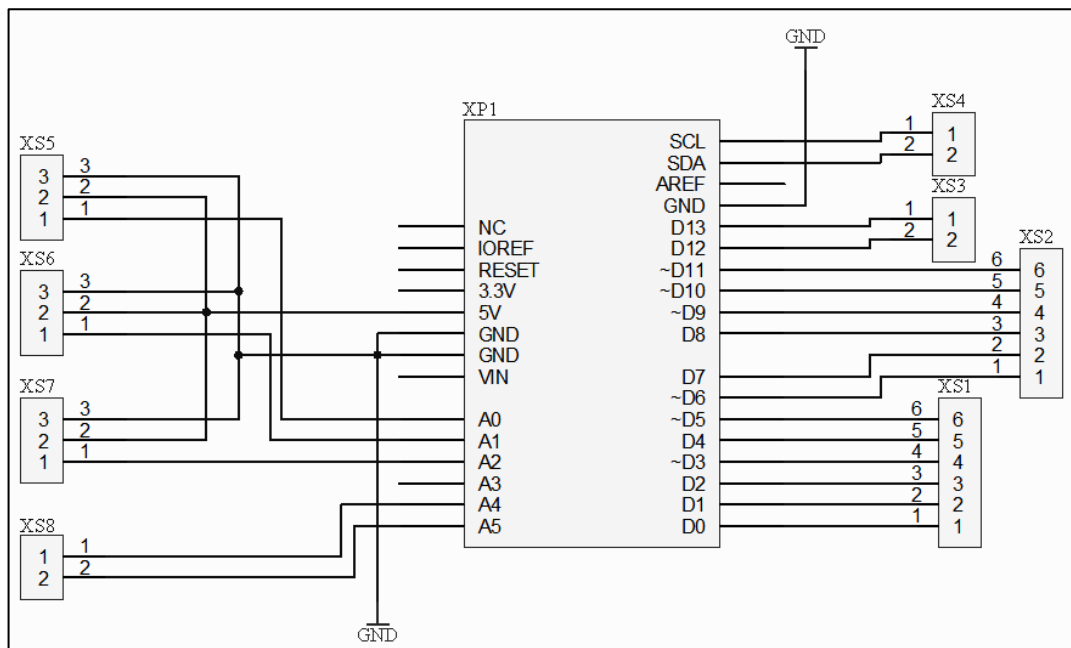 GND
XP1
XS4
SCL 1 1
SDA 2 2
AREF
GND
XS3
D13 1 1
D12 2 2
XS2
~D11 6 6
~D10 5 5
~D9 4 4
D8 3 3
D7 2 2
~D6 1 1
XS1
~D5 6 6
D4 5 5
~D3 4 4
D2 3 3
D1 2 2
D0 1 1
XS5
3 3
2 2
1 1
XS6
3 3
2 2
1 1
XS7
3 3
2 2
1 1
XS8
1 1
2 2
NC
IOREF
RESET
3.3V
5V
GND
GND
VIN
A0
A1
A2
A3
A4
A5
GND